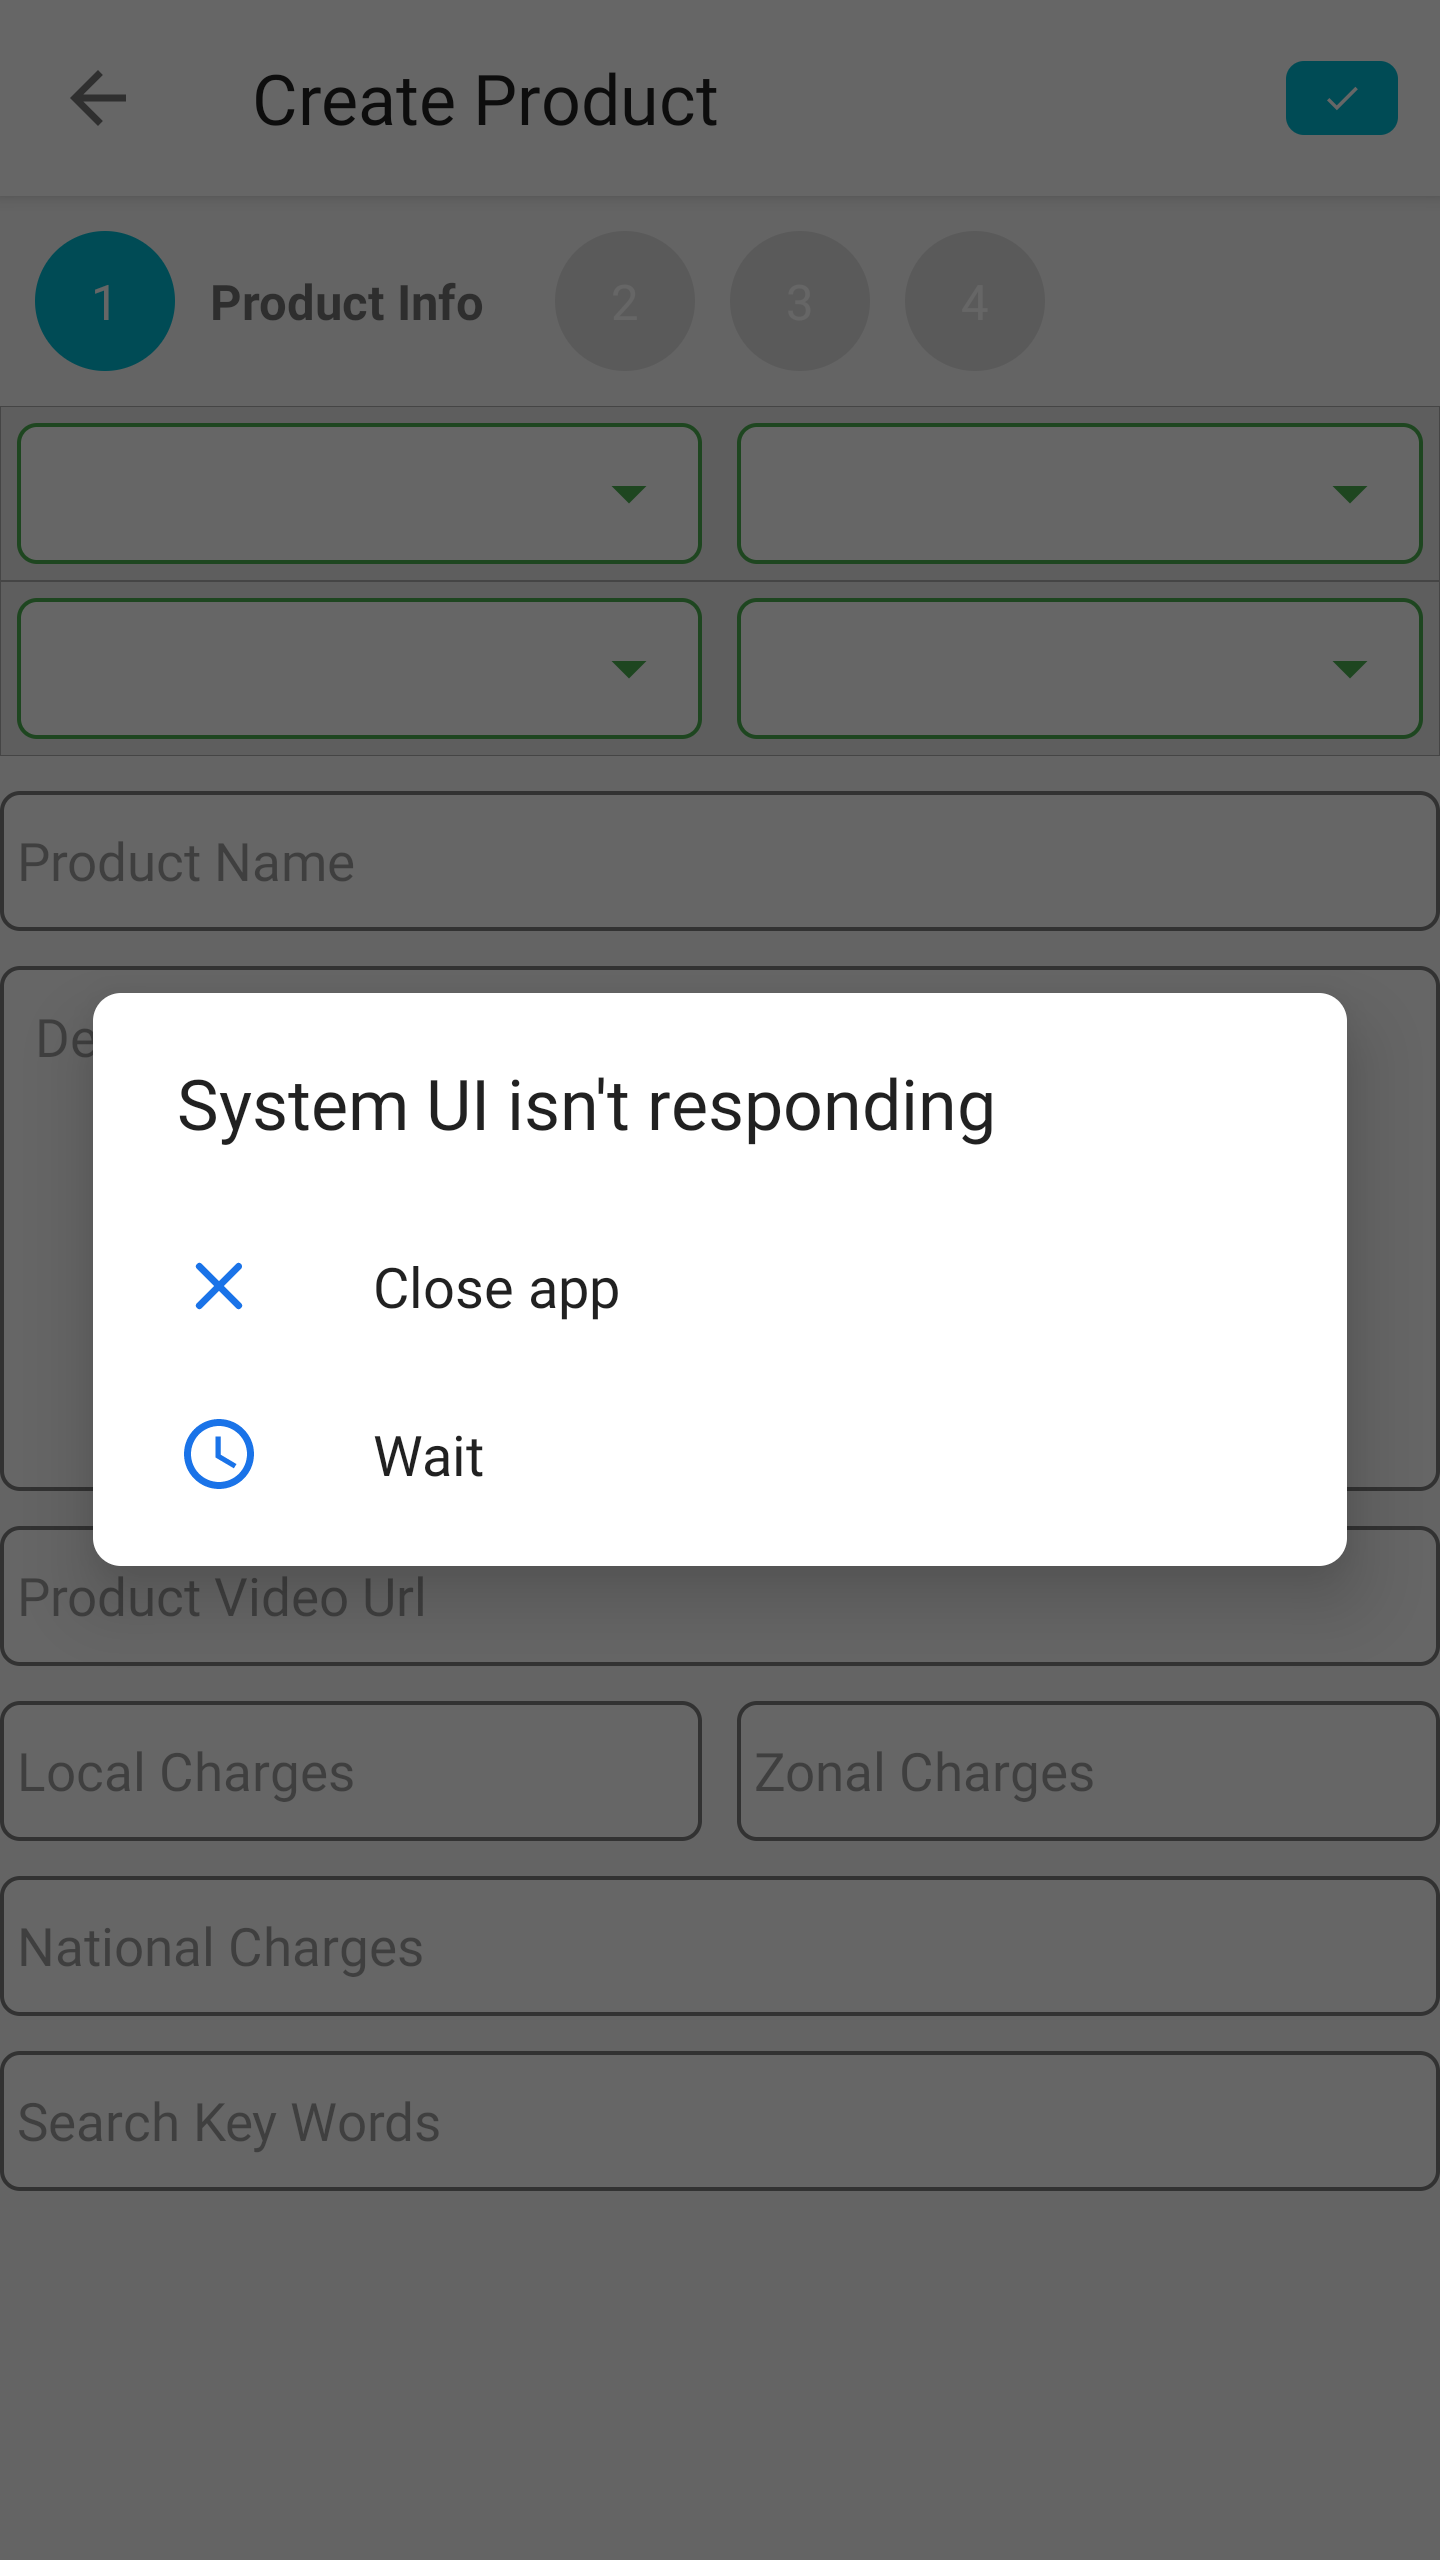 Create Product
1 Product Info 2 3 4
Product Name
De
System UI isn't responding
Close app
Wait
Product Video Url
Local Charges Zonal Charges
National Charges
Search Key Words